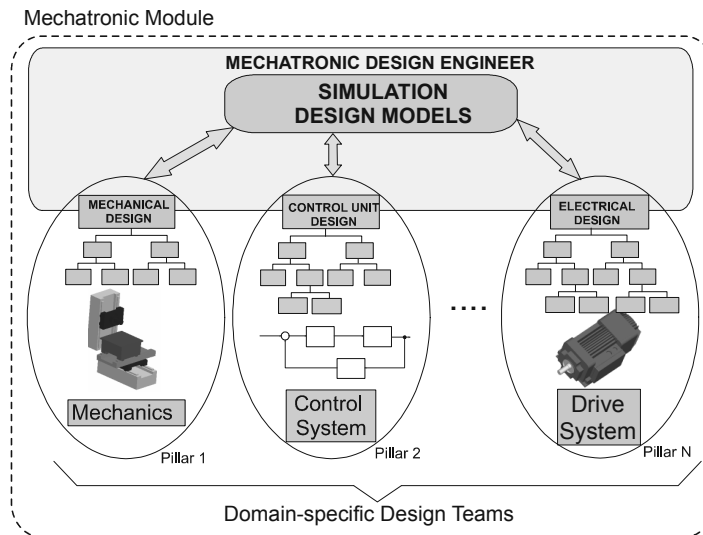 Mechatronic Module
MECHATRONIC DESIGN ENGINEER
SIMULATION
DESIGN MODELS
MECHANICAL
DESIGN
CONTROL UNIT
DESIGN
ELECTRICAL
DESIGN
....
Mechanics
Control
System
Drive
System
Pillar 1
Pillar 2
Pillar N
Domain-specific Design Teams